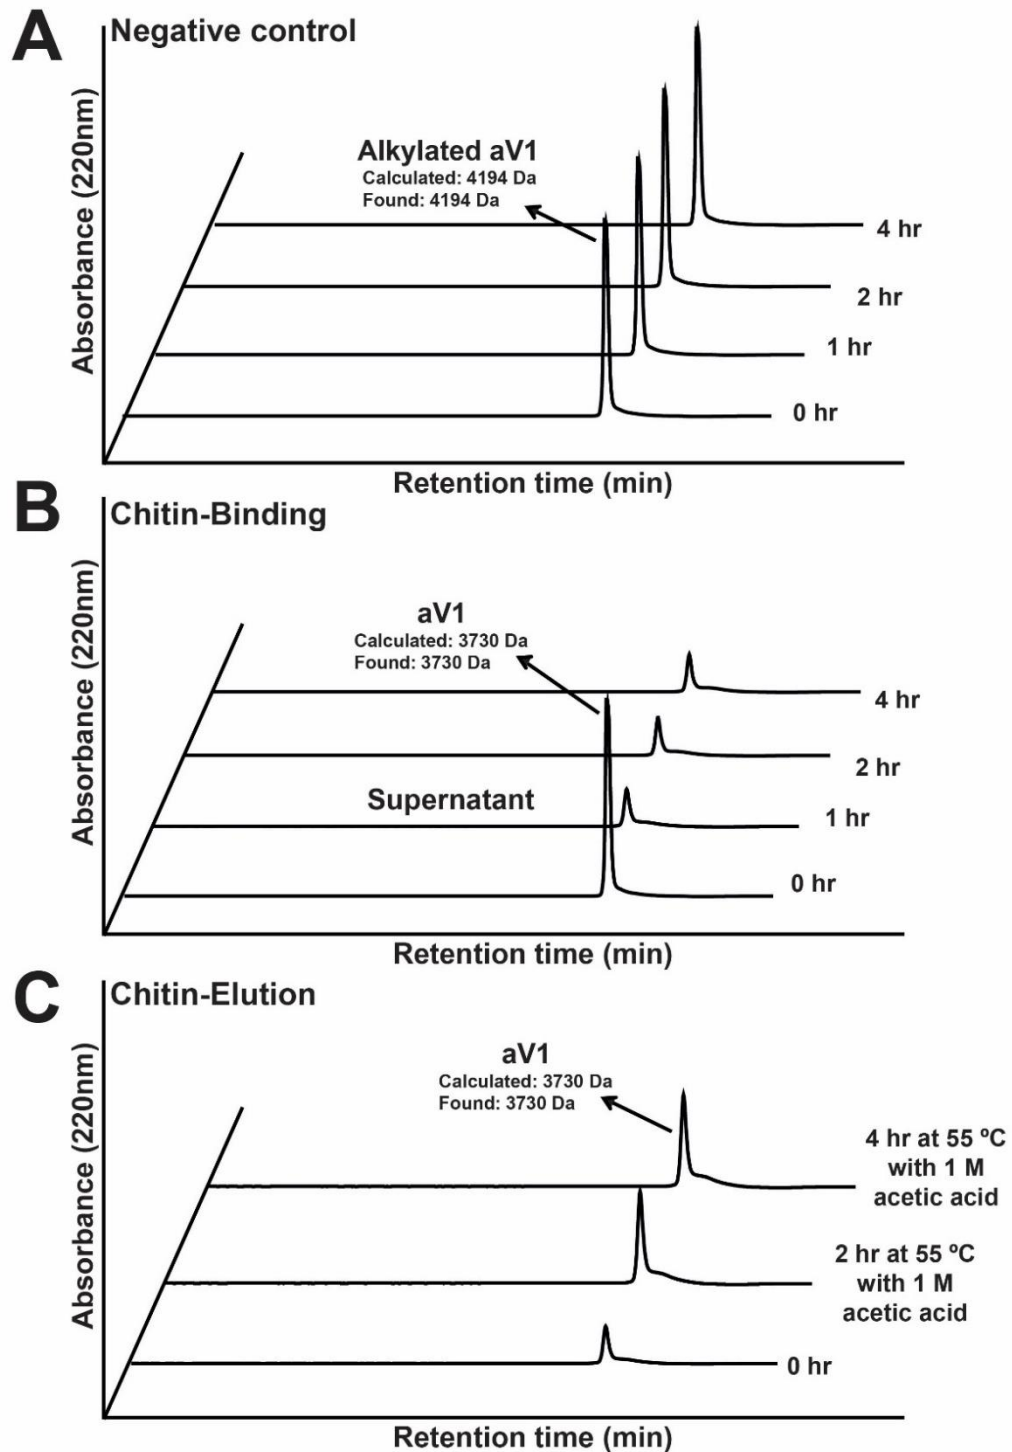 A
Negative control
Absorbance (220nm)
Alkylated aV1
Calculated: 4194 Da
Found: 4194 Da
4 hr
2 hr
1 hr
0 hr
Retention time (min)
B
Chitin-Binding
Absorbance (220nm)
aV1
Calculated: 3730 Da
Found: 3730 Da
4 hr
2 hr
Supernatant
1 hr
0 hr
Retention time (min)
C
Chitin-Elution
Absorbance (220nm)
aV1
Calculated: 3730 Da
Found: 3730 Da
4 hr at 55 ºC
with 1 M
acetic acid
2 hr at 55 ºC
with 1 M
acetic acid
0 hr
Retention time (min)